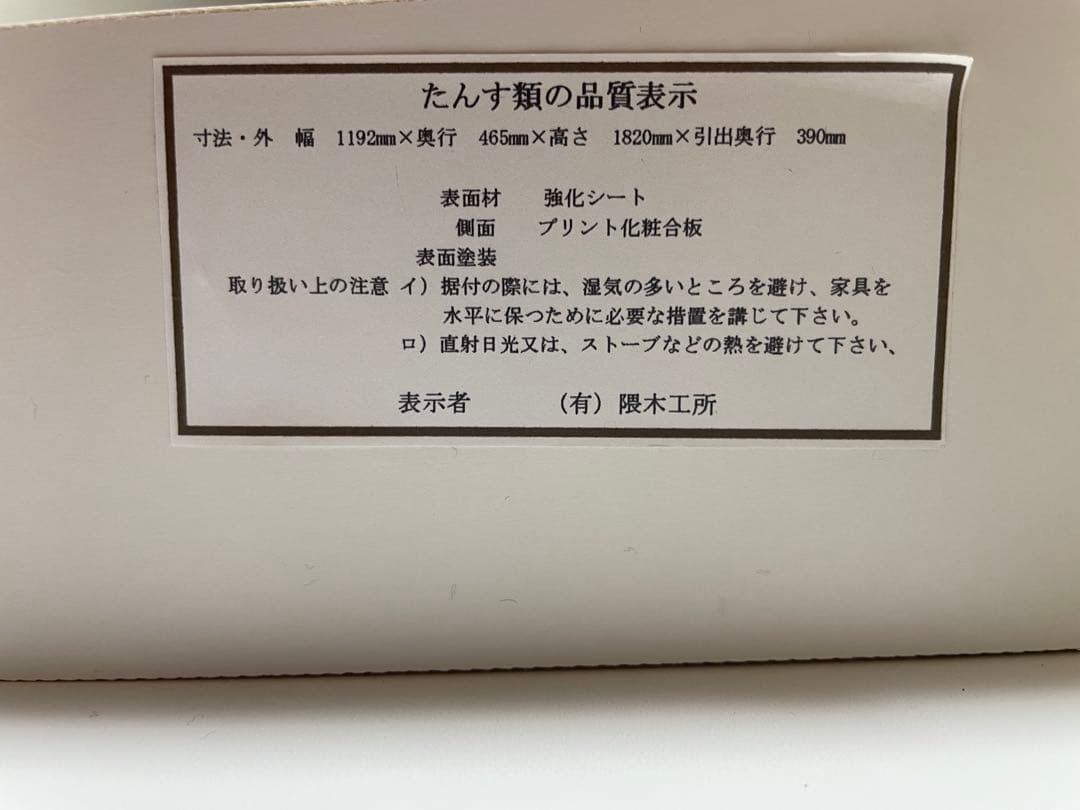 たんす類の品質表示
寸法・外 幅 1192mm×奥行 465mm×高さ 1820mm×引出奥行 390mm
表面材 強化シート
側面 プリント化粧合板
表面塗装
取り扱い上の注意 イ）据付の際には、湿気の多いところを避け、家具を
水平に保つために必要な措置を講じて下さい。
ロ）直射日光又は、ストーブなどの熱を避けて下さい、
表示者 （有）隈木工所